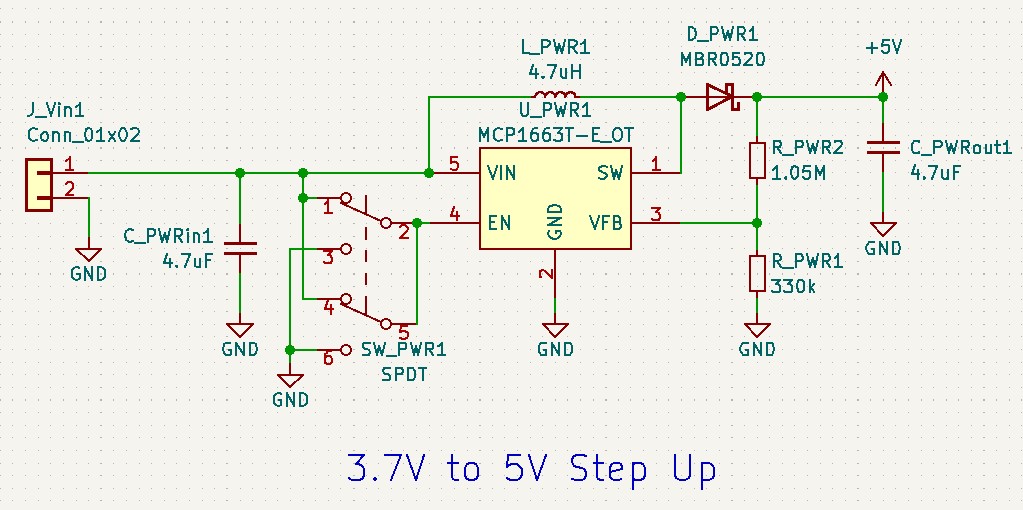 D_PWR1
MBR0520
L_PWR1
4.7uH
+5V
J_Vin1
Conn_01x02
U_PWR1
MCP1663T-E_OT
1
2
5
VIN
SW
1
R_PWR2
1.05M
C_PWRout1
4.7uF
1
2
4
EN
GND
VFB
3
C_PWRin1
4.7uF
3
GND
GND
2
R_PWR1
330k
4
5
GND
6
SW_PWR1
SPDT
GND
GND
GND
3.7V to 5V Step Up